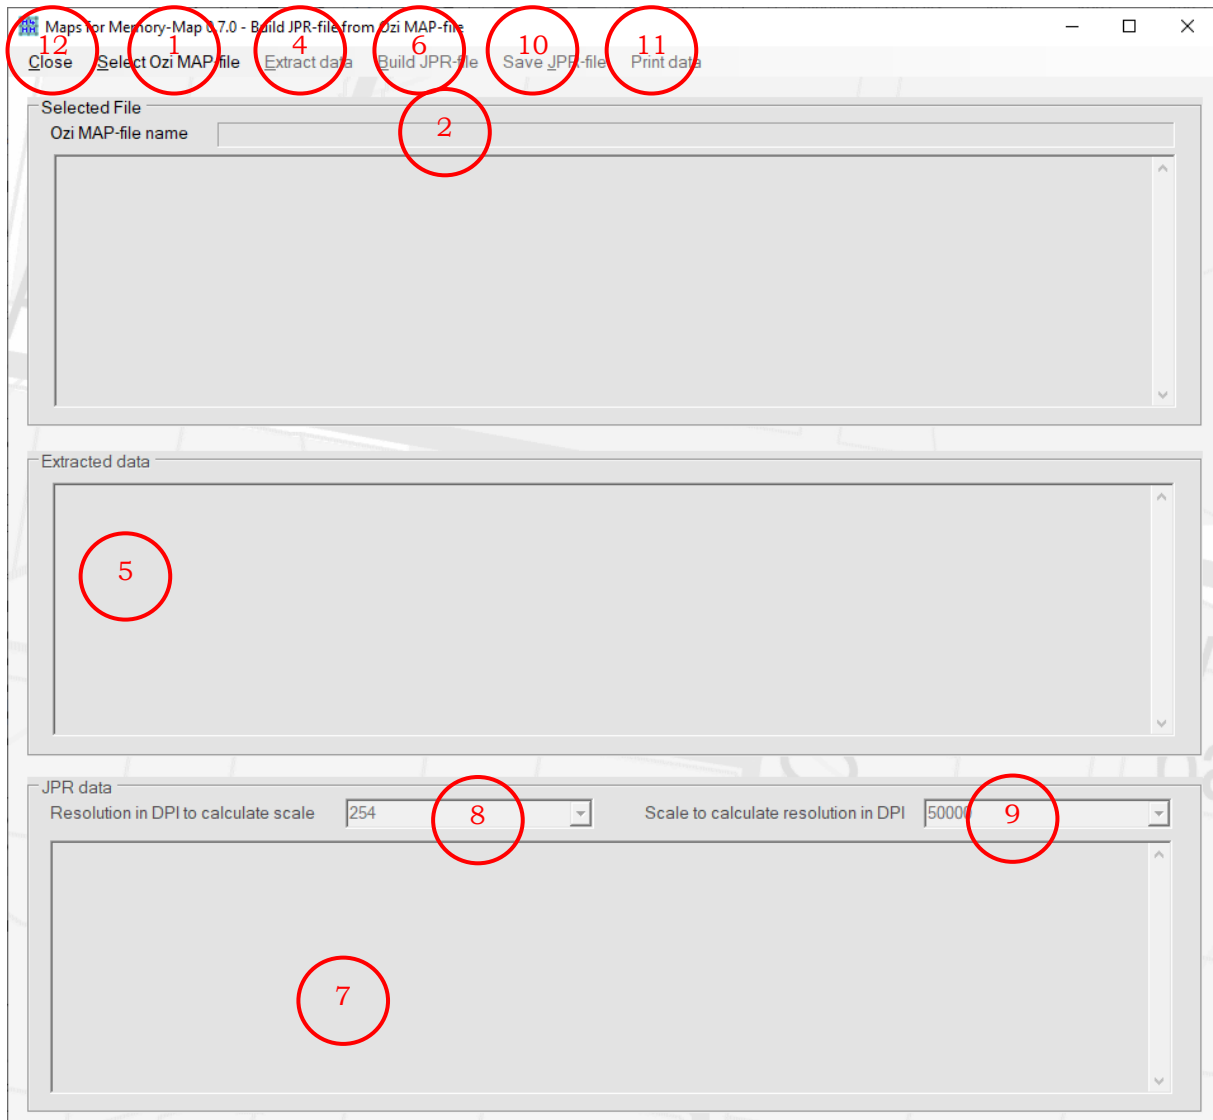 Maps for Memory-Map 0.7.0 - Build JPR-file from Ozi MAP-file
12 1 4 6 10 11
Close Select Ozi MAP-file Extract data Build JPR-file Save JPR-file Print data
Selected File
Ozi MAP-file name 2
Extracted data
5
JPR data
Resolution in DPI to calculate scale 254 8 Scale to calculate resolution in DPI 50000 9
7